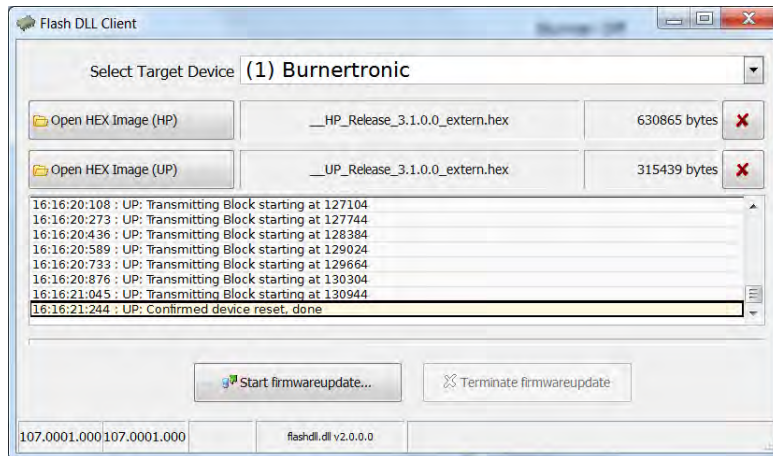 Flash DLL Client
Select Target Device (1) Burnertronic
Open HEX Image (HP) __HP_Release_3.1.0.0_extern.hex 630865 bytes
Open HEX Image (UP) __UP_Release_3.1.0.0_extern.hex 315439 bytes
16:16:20:108 : UP: Transmitting Block starting at 127104
16:16:20:273 : UP: Transmitting Block starting at 127744
16:16:20:436 : UP: Transmitting Block starting at 128384
16:16:20:589 : UP: Transmitting Block starting at 129024
16:16:20:733 : UP: Transmitting Block starting at 129664
16:16:20:876 : UP: Transmitting Block starting at 130304
16:16:21:045 : UP: Transmitting Block starting at 130944
16:16:21:244 : UP: Confirmed device reset, done
Start firmwareupdate... Terminate firmwareupdate
107.0001.000 107.0001.000 flashdll.dll v2.0.0.0